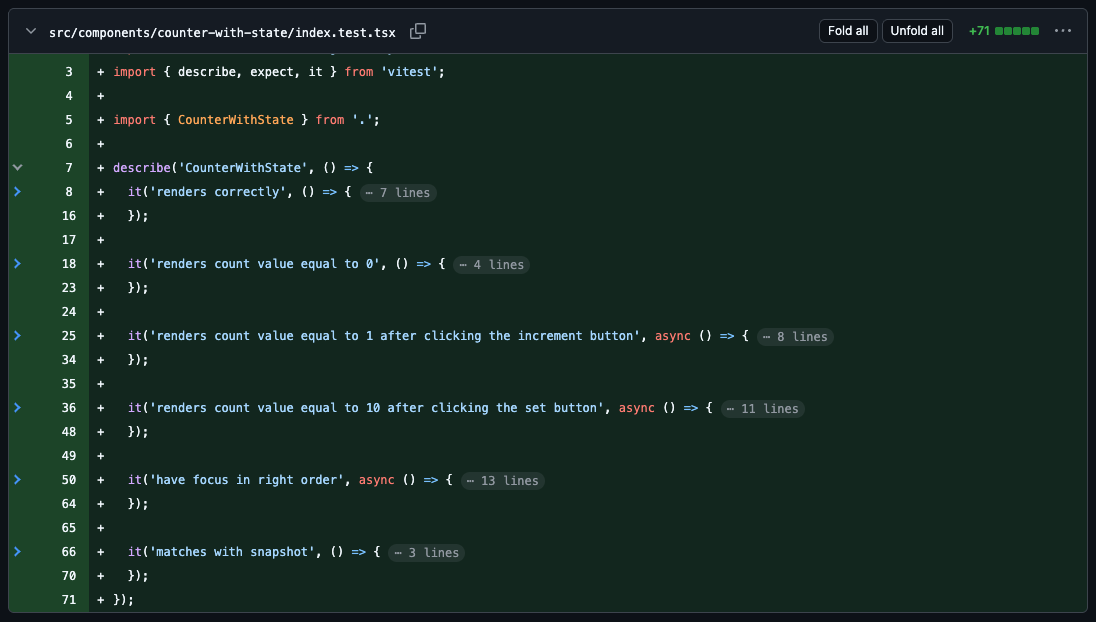 src/components/counter-with-state/index.test.tsx Fold all Unfold all +71 ···
3 + import { describe, expect, it } from 'vitest';
4 +
5 + import { CounterWithState } from '.';
6 +
7 + describe('CounterWithState', () => {
8 + it('renders correctly', () => { ··· 7 lines
16 + });
17 +
18 + it('renders count value equal to 0', () => { ··· 4 lines
23 + });
24 +
25 + it('renders count value equal to 1 after clicking the increment button', async () => { ··· 8 lines
34 + });
35 +
36 + it('renders count value equal to 10 after clicking the set button', async () => { ··· 11 lines
48 + });
49 +
50 + it('have focus in right order', async () => { ··· 13 lines
64 + });
65 +
66 + it('matches with snapshot', () => { ··· 3 lines
70 + });
71 + });